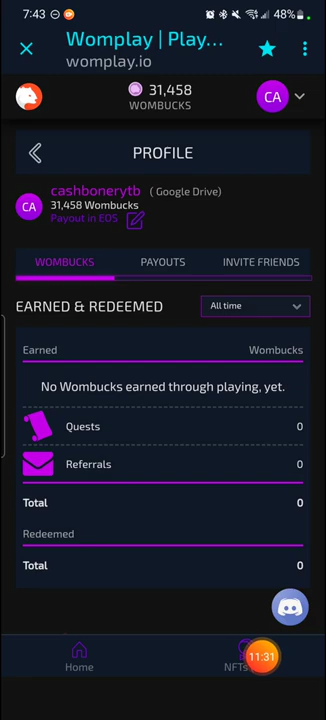 7:43
48%
Womplay | Play...
womplay.io
31,458
WOMBUCKS
CA
PROFILE
cashbonerytb ( Google Drive)
CA
31,458 Wombucks
Payout in EOS
WOMBUCKS PAYOUTS INVITE FRIENDS
EARNED & REDEEMED All time
Earned Wombucks
No Wombucks earned through playing, yet.
Quests 0
Referrals 0
Total 0
Redeemed
Total 0
11:31
Home NFTs